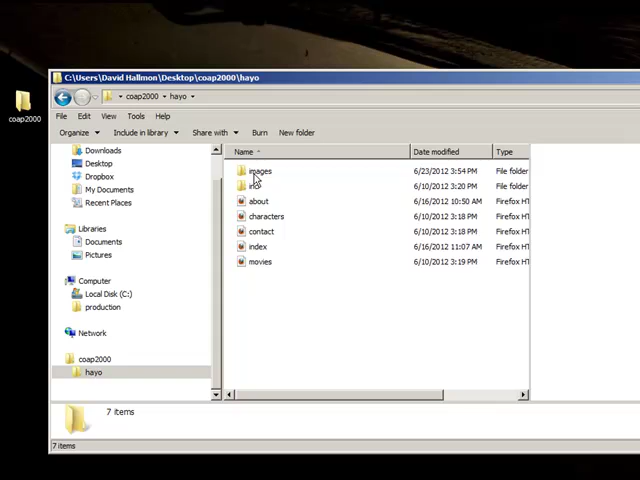 C:\Users\David Hallmon\Desktop\coap2000\hayo
coap2000 hayo
File Edit View Tools Help
coap2000
Organize Include in library Share with Burn New folder
Name Date modified Type
Downloads
Desktop
Dropbox
My Documents
Recent Places
Libraries
Documents
Pictures
Computer
Local Disk (C:)
production
Network
coap2000
hayo
images 6/23/2012 3:54 PM File folder
6/10/2012 3:20 PM File folder
about 6/16/2012 10:50 AM Firefox HT
characters 6/10/2012 3:18 PM Firefox HT
contact 6/10/2012 3:18 PM Firefox HT
index 6/16/2012 11:07 AM Firefox HT
movies 6/10/2012 3:19 PM Firefox HT
7 items
7 items